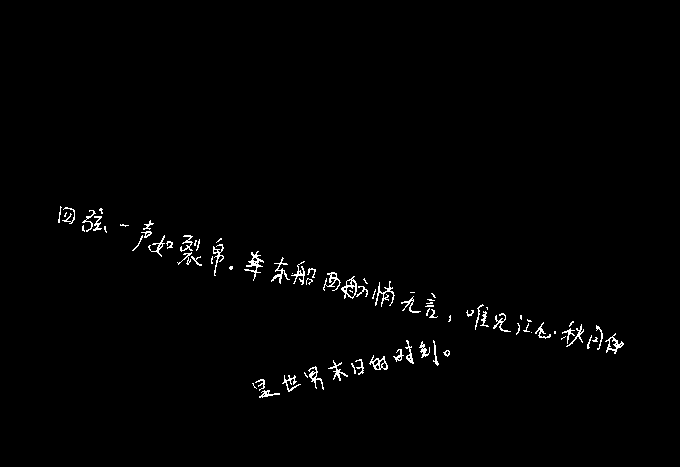 四弦一声如裂帛.華东船西舫悄无言，唯见江心.秋月白
是世界末日的时刻。